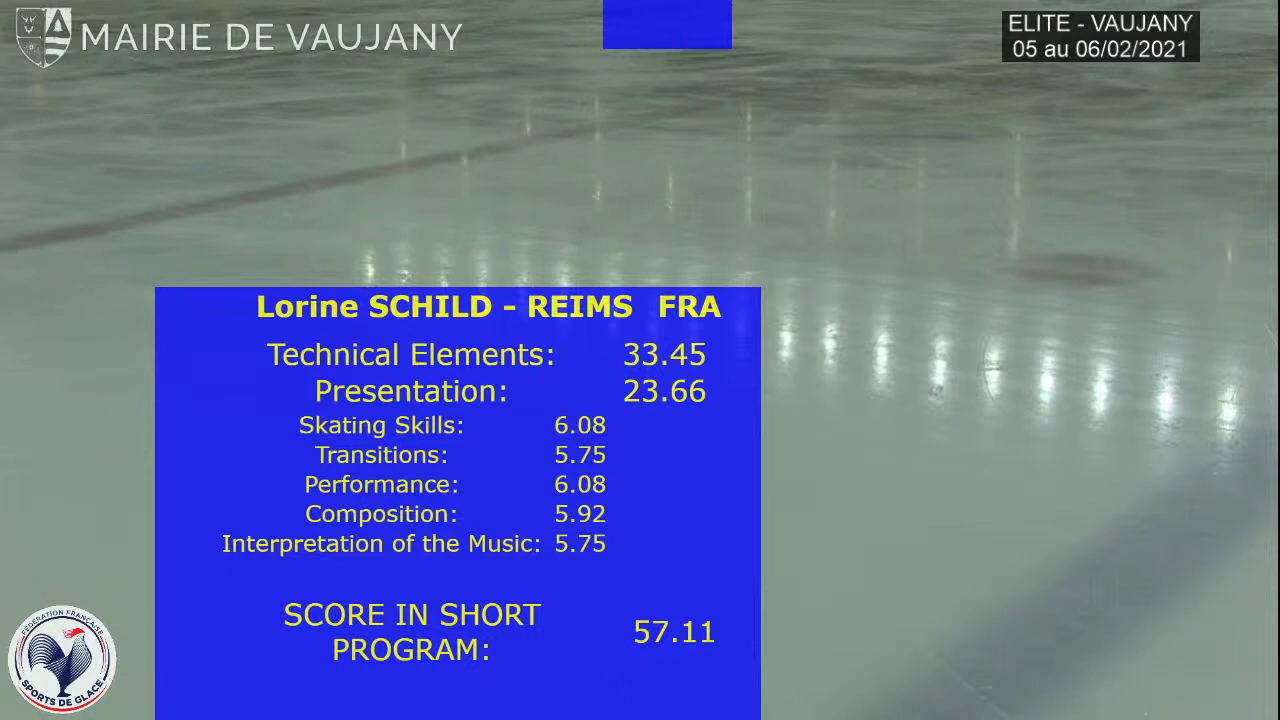 MAIRIE DE VAUJANY
ELITE - VAUJANY
05 au 06/02/2021
Lorine SCHILD - REIMS FRA
Technical Elements: 33.45
Presentation: 23.66
Skating Skills: 6.08
Transitions: 5.75
Performance: 6.08
Composition: 5.92
Interpretation of the Music: 5.75
SCORE IN SHORT
PROGRAM: 57.11
FÉDÉRATION FRANÇAISE
SPORTS DE GLACE